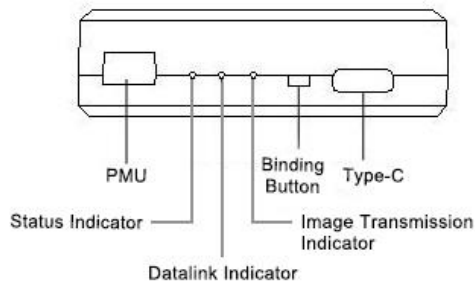 PMU
Binding
Button
Type-C
Status Indicator
Image Transmission
Indicator
Datalink Indicator